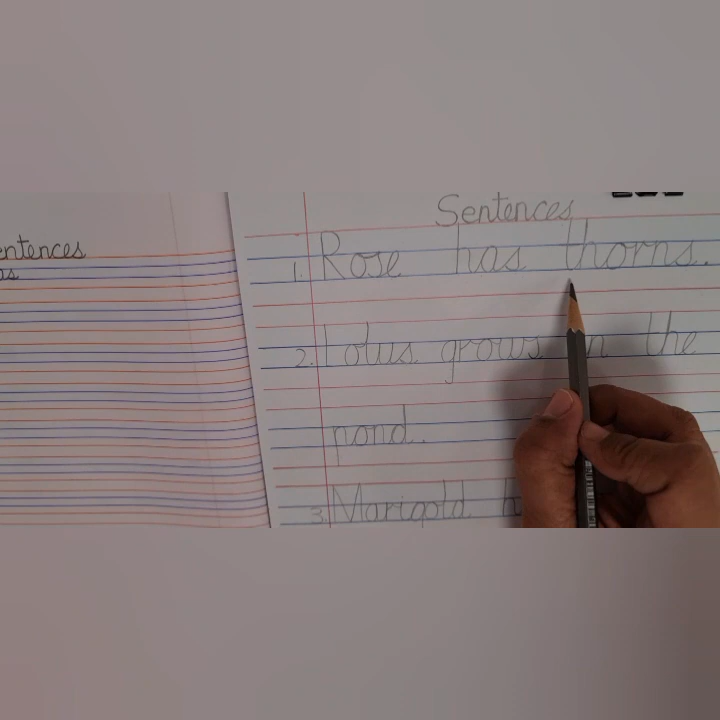 Sentences
1. Rose has thorns.
2. Lotus grows in the
pond.
3. Marigold
entences